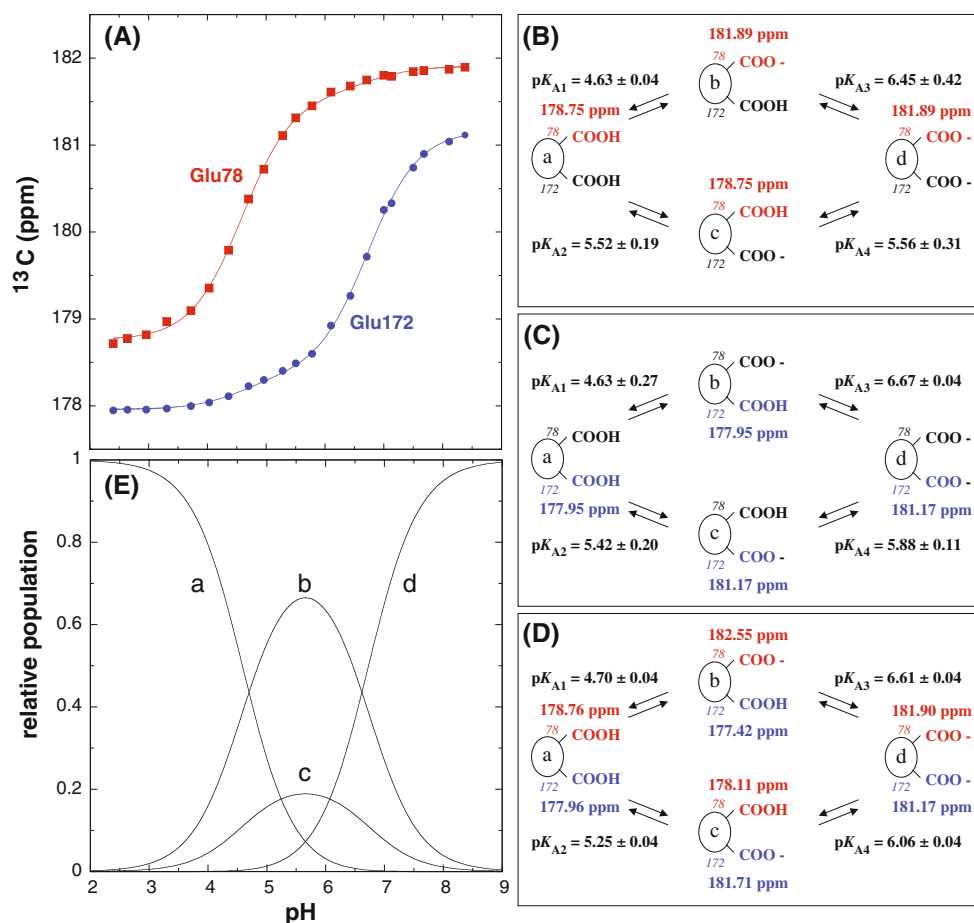 (A)
182
181
180
179
178
13C (ppm)
Glu78
Glu172
(E)
1
0.8
0.6
0.4
0.2
0
relative population
a
b
d
c
2 3 4 5 6 7 8 9
pH
(B)
181.89 ppm
78 COO -
b
172 COOH
pKA1 = 4.63 ± 0.04
pKA3 = 6.45 ± 0.42
178.75 ppm
78 COOH
a
172 COOH
181.89 ppm
78 COO -
d
172 COO -
178.75 ppm
78 COOH
c
172 COO -
pKA2 = 5.52 ± 0.19
pKA4 = 5.56 ± 0.31
(C)
78 COO -
b
172 COOH
177.95 ppm
pKA1 = 4.63 ± 0.27
pKA3 = 6.67 ± 0.04
78 COOH
a
172 COOH
177.95 ppm
78 COO -
d
172 COO -
181.17 ppm
78 COOH
c
172 COO -
181.17 ppm
pKA2 = 5.42 ± 0.20
pKA4 = 5.88 ± 0.11
(D)
182.55 ppm
78 COO -
b
172 COOH
177.42 ppm
pKA1 = 4.70 ± 0.04
pKA3 = 6.61 ± 0.04
178.76 ppm
78 COOH
a
172 COOH
177.96 ppm
181.90 ppm
78 COO -
d
172 COO -
181.17 ppm
178.11 ppm
78 COOH
c
172 COO -
181.71 ppm
pKA2 = 5.25 ± 0.04
pKA4 = 6.06 ± 0.04